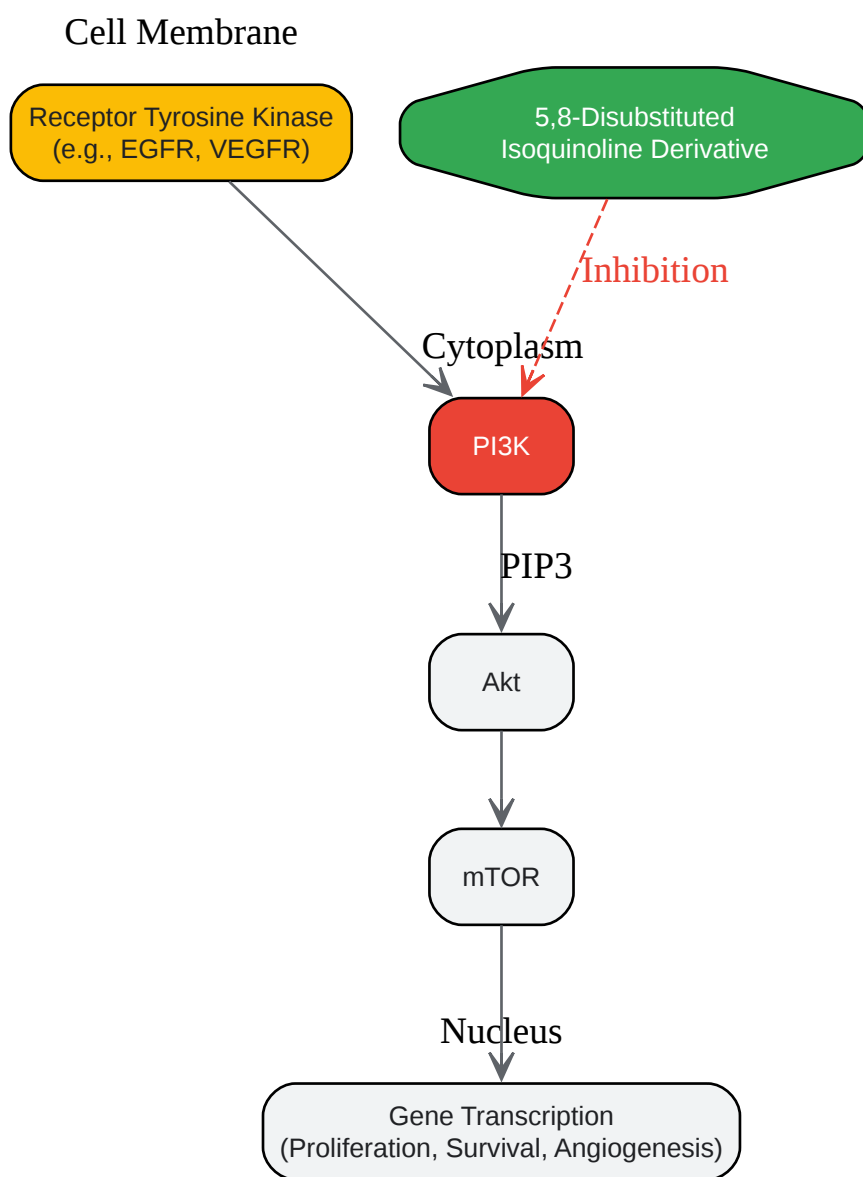 Cell Membrane
Receptor Tyrosine Kinase
(e.g., EGFR, VEGFR)
5,8-Disubstituted
Isoquinoline Derivative
Inhibition
Cytoplasm
PI3K
PIP3
Akt
mTOR
Nucleus
Gene Transcription
(Proliferation, Survival, Angiogenesis)